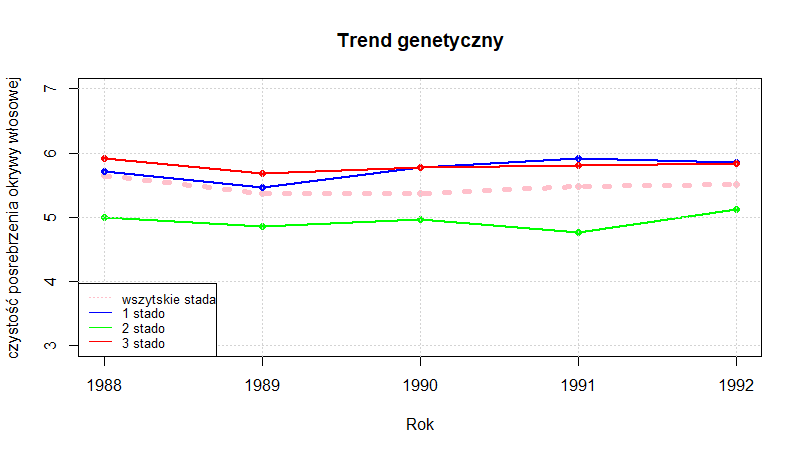 Trend genetyczny
czystość posrebrzenia okrywy włosowej
7
6
5
4
3
wszytskie stada
1 stado
2 stado
3 stado
1988 1989 1990 1991 1992
Rok